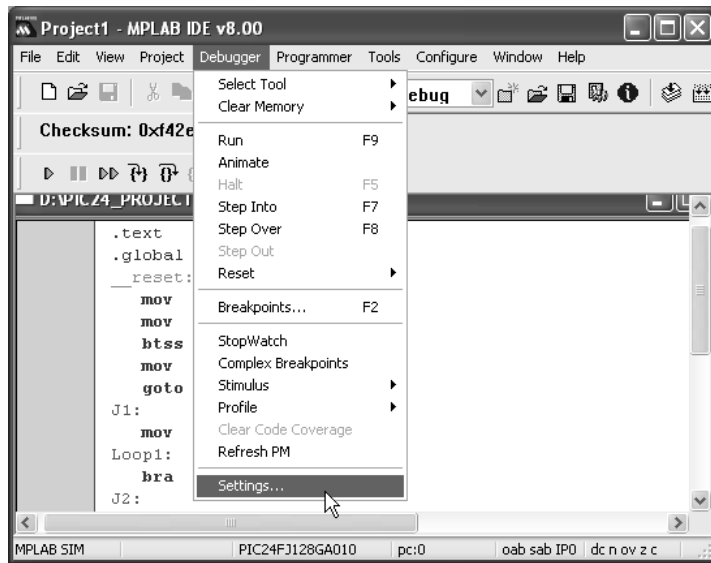 Project1 - MPLAB IDE v8.00
File Edit View Project Debugger Programmer Tools Configure Window Help
Checksum: 0xf42e
D:\PIC24_PROJECT
.text
.global
__reset:
mov
mov
btss
mov
goto
J1:
mov
Loop1:
bra
J2:
Select Tool
Clear Memory
Run F9
Animate
Halt F5
Step Into F7
Step Over F8
Step Out
Reset
Breakpoints... F2
StopWatch
Complex Breakpoints
Stimulus
Profile
Clear Code Coverage
Refresh PM
Settings...
ebug
MPLAB SIM PIC24FJ128GA010 pc:0 oab sab IP0 dc n ov z c